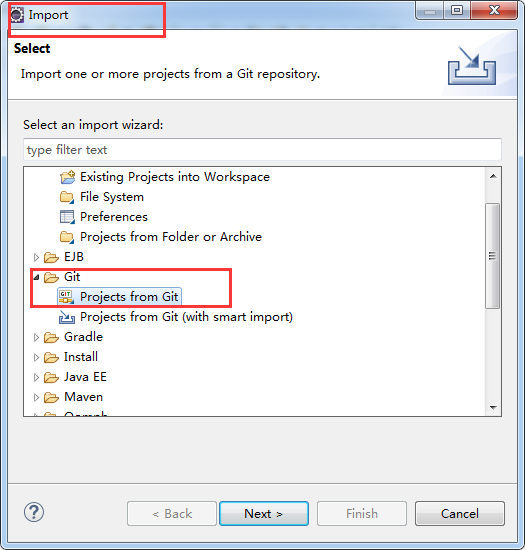 Import
Select
Import one or more projects from a Git repository.
Select an import wizard:
type filter text
Existing Projects into Workspace
File System
Preferences
Projects from Folder or Archive
EJB
Git
GIT
Projects from Git
Projects from Git (with smart import)
Gradle
Install
Java EE
Maven
Oomph
?
< Back
Next >
Finish
Cancel